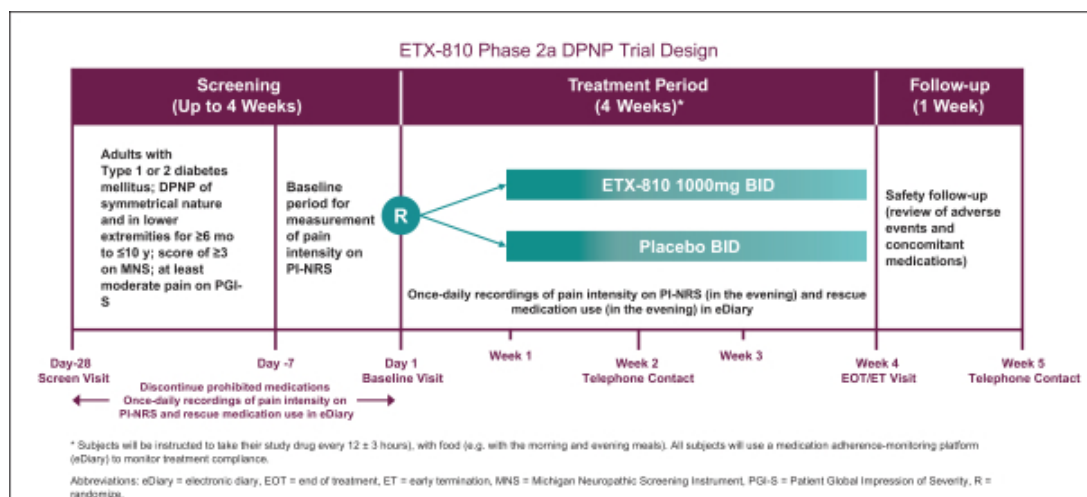 ETX-810 Phase 2a DPNP Trial Design
Screening
(Up to 4 Weeks)
Treatment Period
(4 Weeks)*
Follow-up
(1 Week)
Adults with
Type 1 or 2 diabetes
mellitus; DPNP of
symmetrical nature
and in lower
extremities for ≥6 mo
to ≤10 y; score of ≥3
on MNS; at least
moderate pain on PGI-
S
Baseline
period for
measurement
of pain
intensity on
PI-NRS
R
ETX-810 1000mg BID
Placebo BID
Once-daily recordings of pain intensity on PI-NRS (in the evening) and rescue
medication use (in the evening) in eDiary
Safety follow-up
(review of adverse
events and
concomitant
medications)
Day-28
Screen Visit
Day -7
Day 1
Baseline Visit
Week 1
Week 2
Telephone Contact
Week 3
Week 4
EOT/ET Visit
Week 5
Telephone Contact
Discontinue prohibited medications
Once-daily recordings of pain intensity on
PI-NRS and rescue medication use in eDiary
* Subjects will be instructed to take their study drug every 12 ± 3 hours), with food (e.g. with the morning and evening meals). All subjects will use a medication adherence-monitoring platform
(eDiary) to monitor treatment compliance.
Abbreviations: eDiary = electronic diary, EOT = end of treatment, ET = early termination, MNS = Michigan Neuropathic Screening Instrument, PGI-S = Patient Global Impression of Severity, R =
randomize.